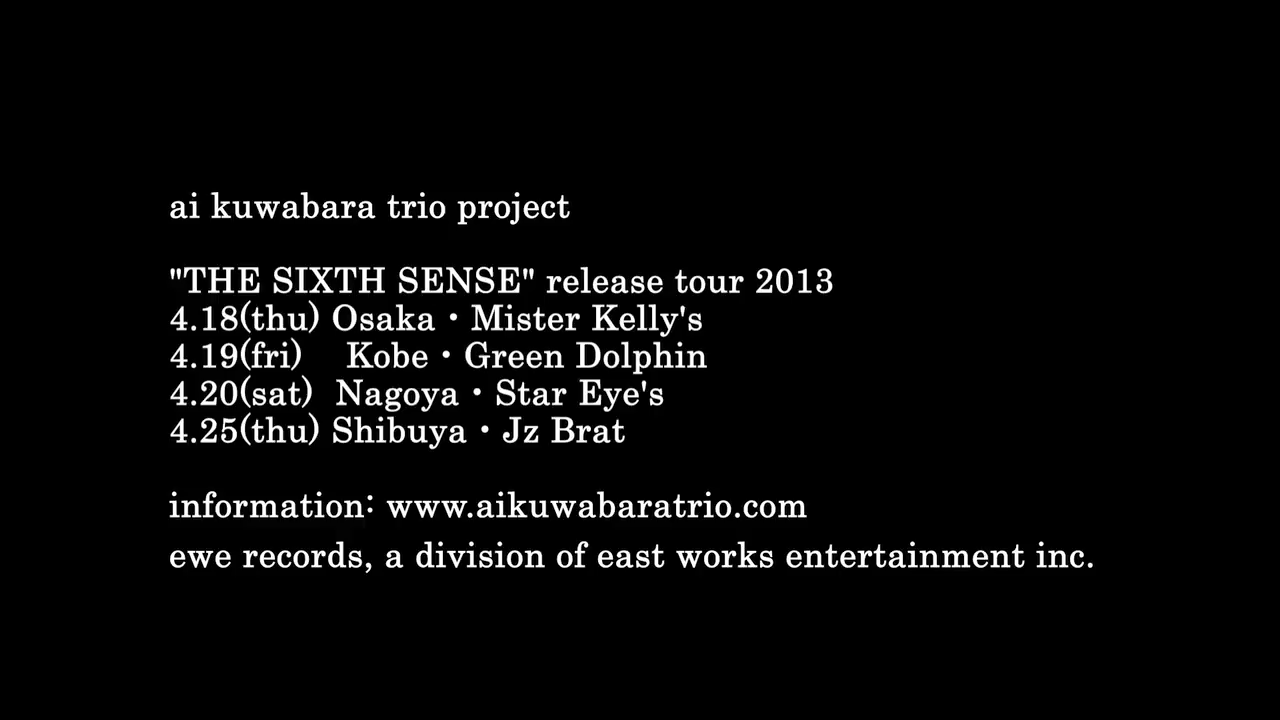 ai kuwabara trio project
"THE SIXTH SENSE" release tour 2013
4.18(thu) Osaka・Mister Kelly's
4.19(fri) Kobe・Green Dolphin
4.20(sat) Nagoya・Star Eye's
4.25(thu) Shibuya・Jz Brat
information: www.aikuwabaratrio.com
ewe records, a division of east works entertainment inc.